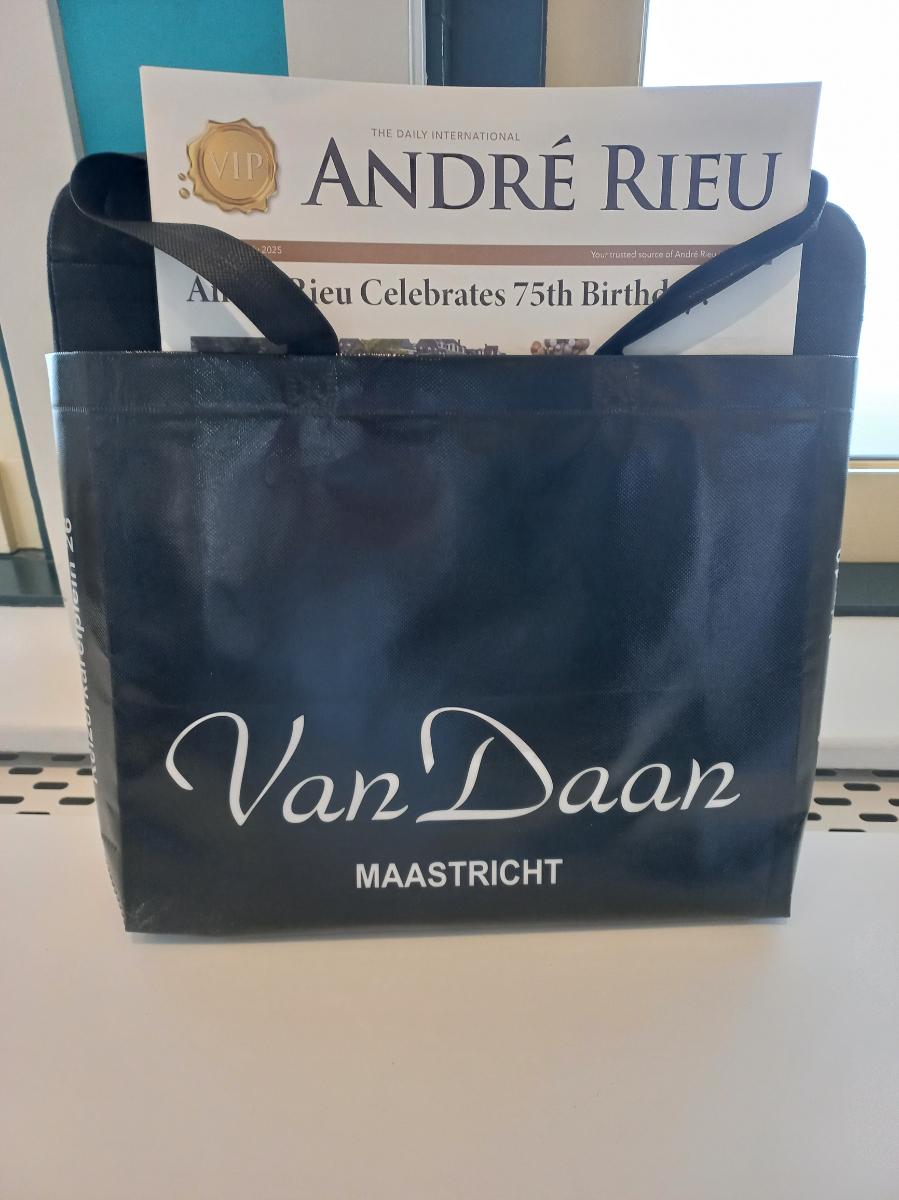 VIP
THE DAILY INTERNATIONAL
ANDRÉ RIEU
2025
Your trusted source of André Rieu
Rieu Celebrates 75th
Van Daan
MAASTRICHT
26